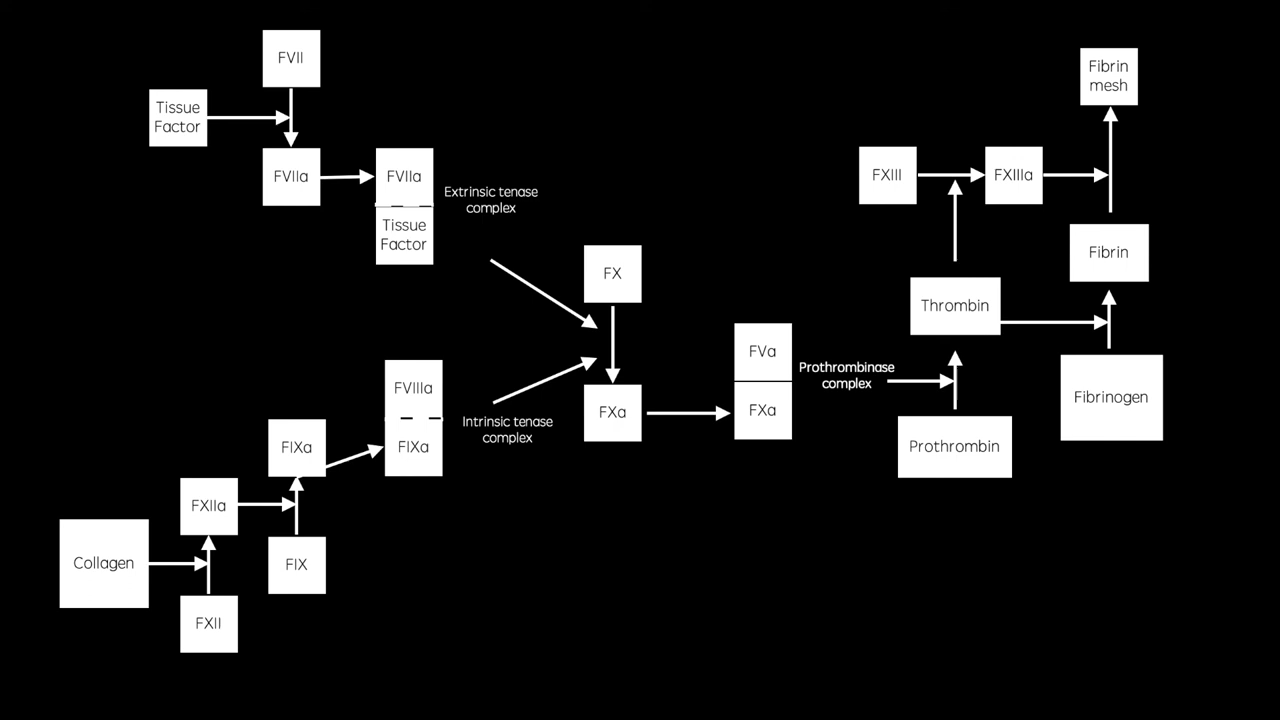 FVII
Tissue
Factor
FVIIa
FVIIa
Tissue
Factor
Extrinsic tenase
complex
Collagen
FXII
FXIIa
FIX
FIXa
FVIIIa
FIXa
Intrinsic tenase
complex
FX
FXa
FVa
FXa
Prothrombinase
complex
Prothrombin
Thrombin
FXIII
FXIIIa
Fibrinogen
Fibrin
Fibrin
mesh